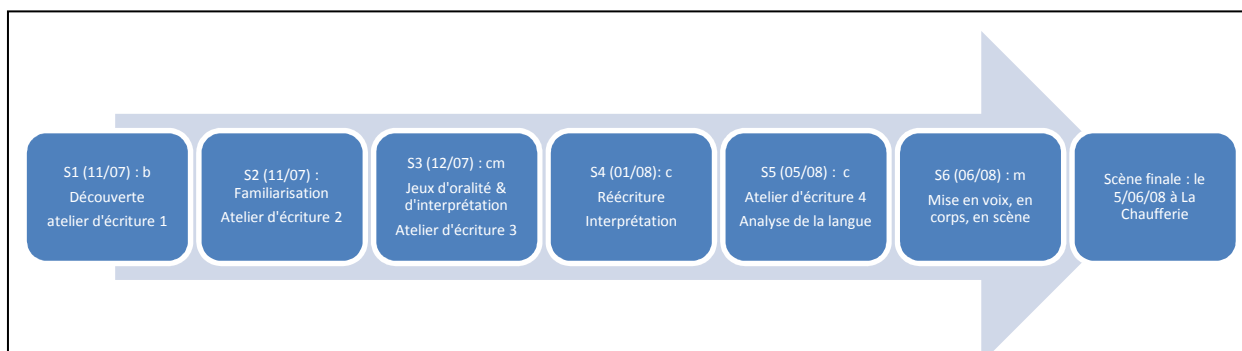 S1 (11/07) : b
Découverte
atelier d'écriture 1
S2 (11/07) :
Familiarisation
Atelier d'écriture 2
S3 (12/07) : cm
Jeux d'oralité &
d'interprétation
Atelier d'écriture 3
S4 (01/08): c
Réécriture
Interprétation
S5 (05/08) : c
Atelier d'écriture 4
Analyse de la langue
S6 (06/08) : m
Mise en voix, en
corps, en scène
Scène finale : le
5/06/08 à La
Chaufferie